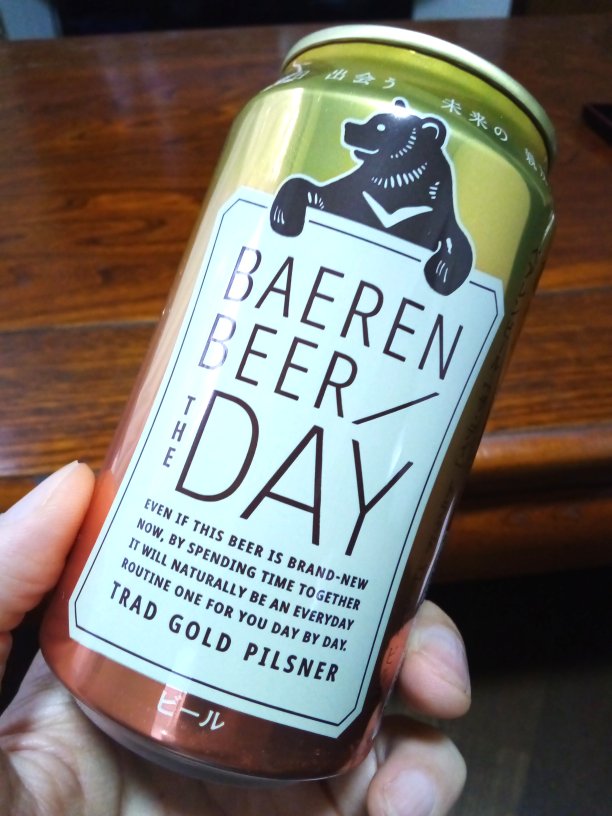 出会う 未来の
BAEREN
BEER/
THE
DAY
EVEN IF THIS BEER IS BRAND-NEW
NOW, BY SPENDING TIME TOGETHER
IT WILL NATURALLY BE AN EVERYDAY
ROUTINE ONE FOR YOU DAY BY DAY.
TRAD GOLD PILSNER
ビール